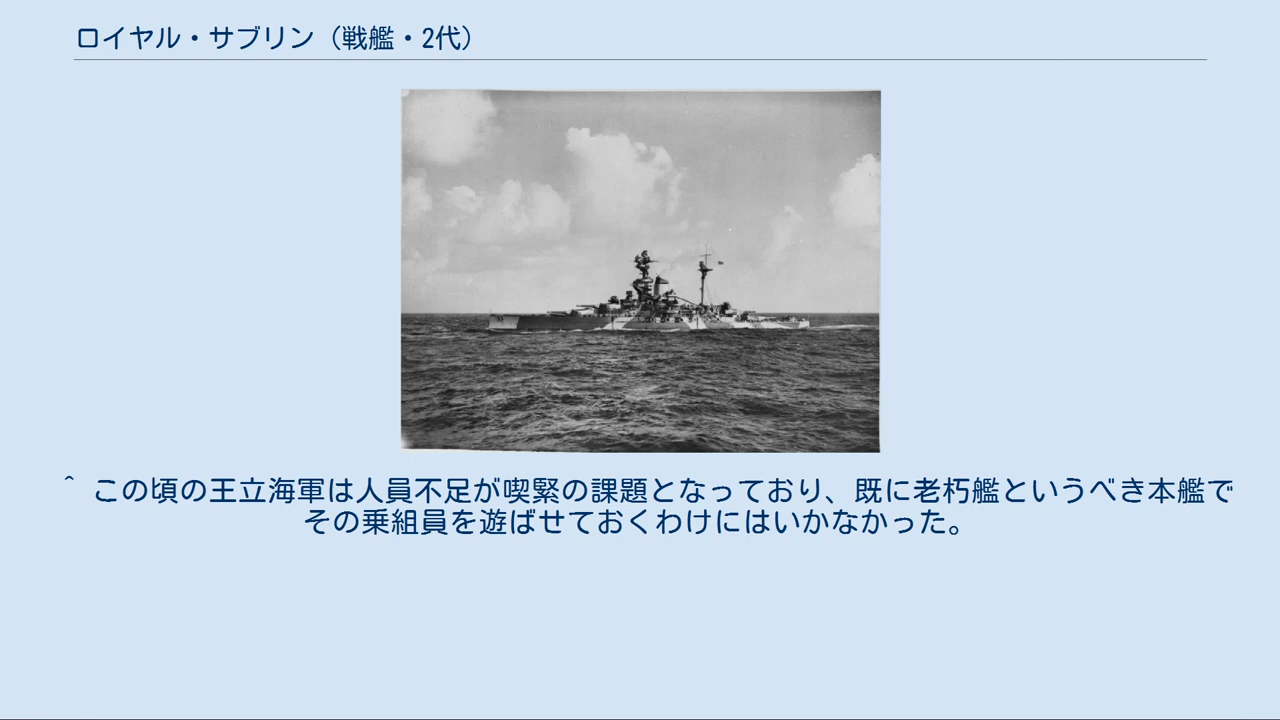 ロイヤル・サブリン（戦艦・2代）
^ この頃の王立海軍は人員不足が喫緊の課題となっており、既に老朽艦というべき本艦で
その乗組員を遊ばせておくわけにはいかなかった。